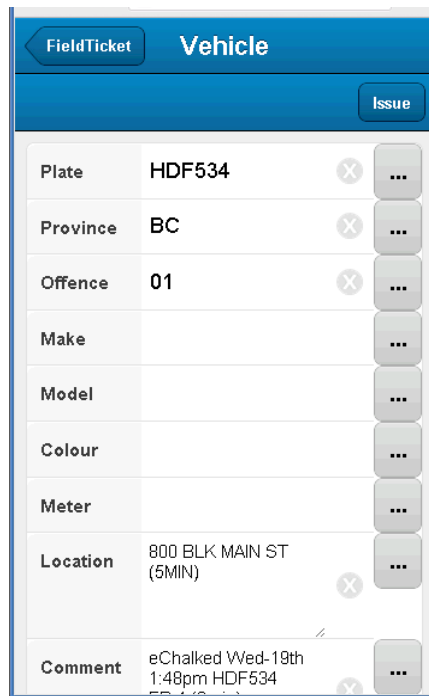 FieldTicket Vehicle
Issue
Plate HDF534 ...
Province BC ...
Offence 01 ...
Make ...
Model ...
Colour ...
Meter ...
Location 800 BLK MAIN ST ...
(5MIN)
Comment eChalked Wed-19th ...
1:48pm HDF534